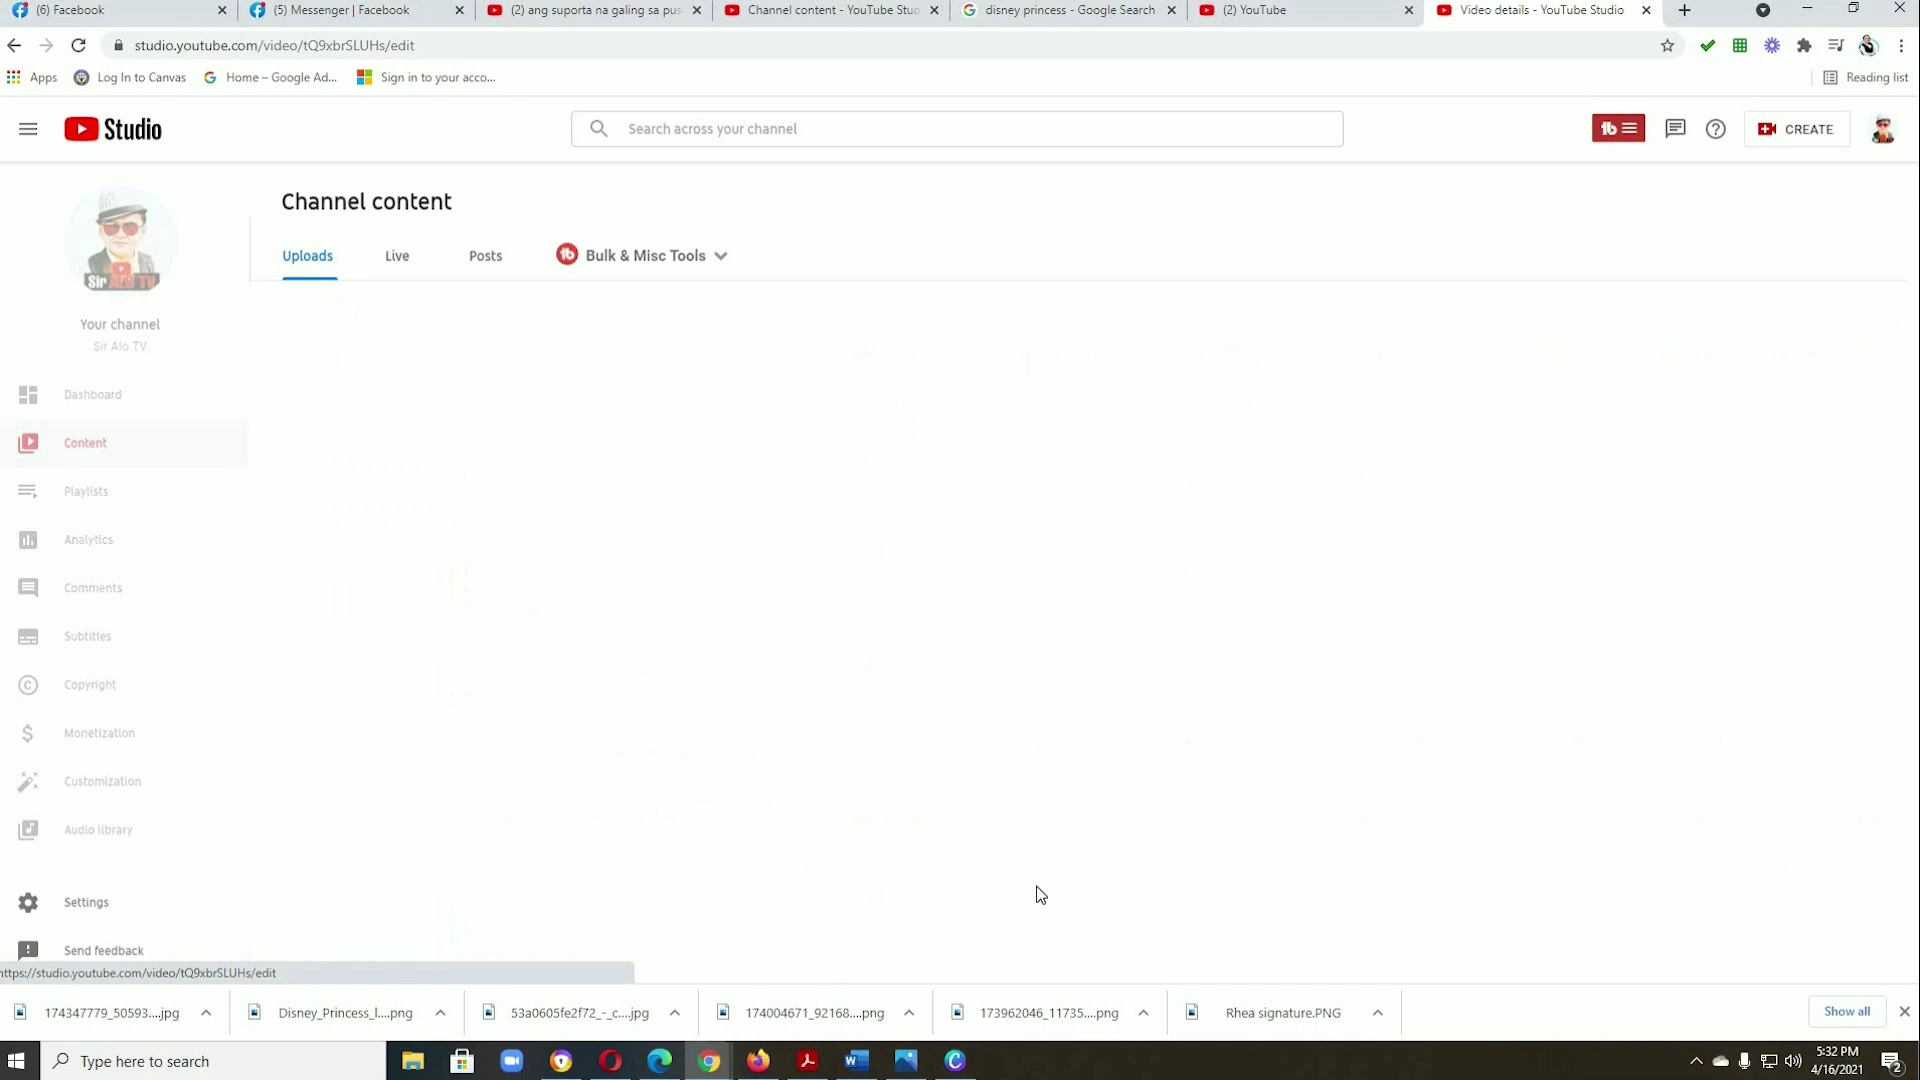 (6) Facebook
(5) Messenger | Facebook
(2) ang suporta na galing sa pus
Channel content - YouTube Stud
disney princess - Google Search
(2) YouTube
Video details - YouTube Studio
studio.youtube.com/video/tQ9xbrSLUHs/edit
Apps
Log In to Canvas
Home – Google Ad...
Sign in to your acco...
Reading list
Studio
Search across your channel
CREATE
Channel content
Uploads
Live
Posts
Bulk & Misc Tools
Sir Alo TV
Your channel
Sir Alo TV
Dashboard
Content
Playlists
Analytics
Comments
Subtitles
Copyright
Monetization
Customization
Audio library
Settings
Send feedback
https://studio.youtube.com/video/tQ9xbrSLUHs/edit
174347779_50593....jpg
Disney_Princess_l....png
53a0605fe2f72_-_c....jpg
174004671_92168....png
173962046_11735....png
Rhea signature.PNG
Show all
Type here to search
5:32 PM
4/16/2021
2